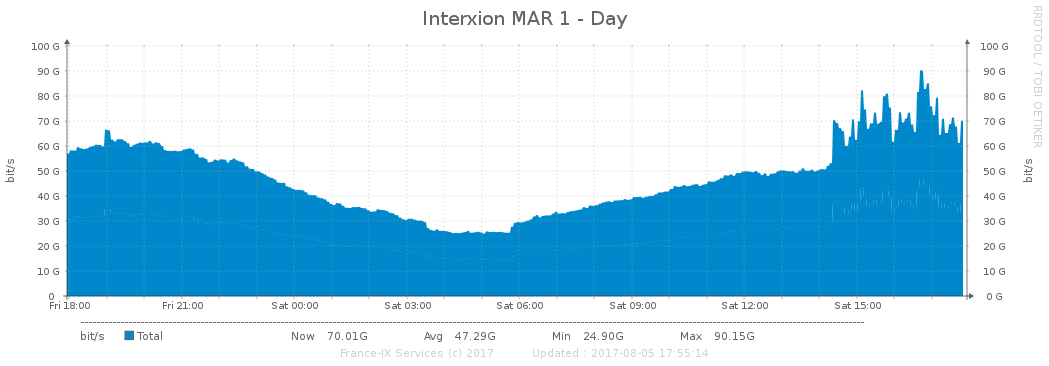 Interxion MAR 1 - Day
RRDTOOL / TOBI OETIKER
bit/s
bit/s
100 G 100 G
90 G 90 G
80 G 80 G
70 G 70 G
60 G 60 G
50 G 50 G
40 G 40 G
30 G 30 G
20 G 20 G
10 G 10 G
0 0 G
Fri 18:00 Fri 21:00 Sat 00:00 Sat 03:00 Sat 06:00 Sat 09:00 Sat 12:00 Sat 15:00
bit/s Total Now 70.01G Avg 47.29G Min 24.90G Max 90.15G
France-IX Services (c) 2017 Updated : 2017-08-05 17:55:14